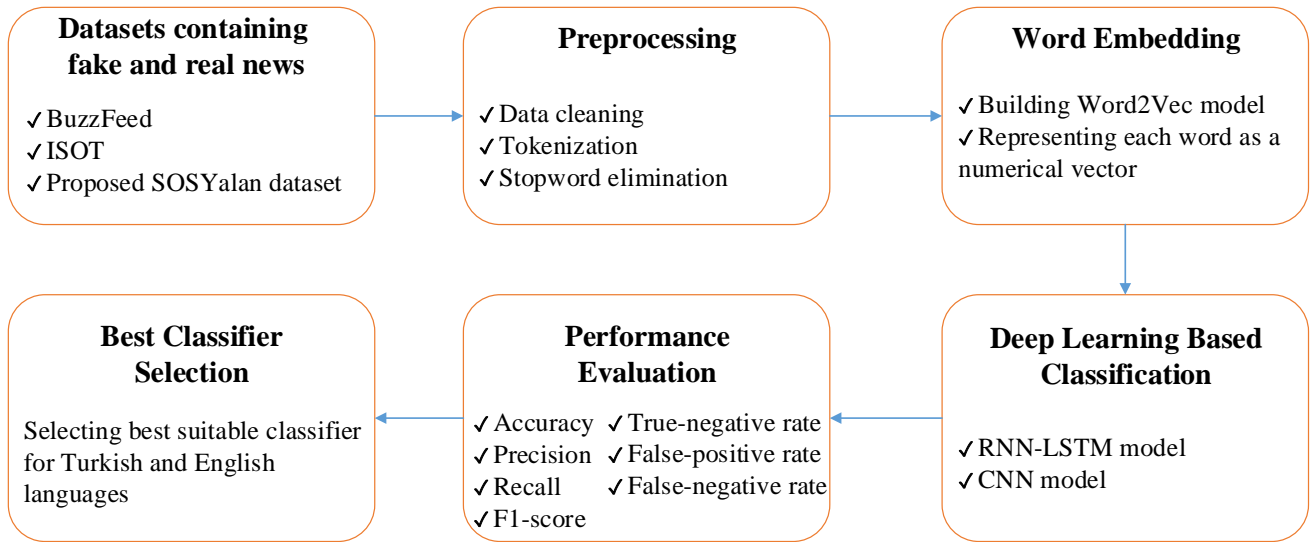 Datasets containing
fake and real news
✓ BuzzFeed
✓ ISOT
✓ Proposed SOSYalan dataset
Preprocessing
✓ Data cleaning
✓ Tokenization
✓ Stopword elimination
Word Embedding
✓ Building Word2Vec model
✓ Representing each word as a
numerical vector
Deep Learning Based
Classification
✓ RNN-LSTM model
✓ CNN model
Performance
Evaluation
✓ Accuracy ✓ True-negative rate
✓ Precision ✓ False-positive rate
✓ Recall ✓ False-negative rate
✓ F1-score
Best Classifier
Selection
Selecting best suitable classifier
for Turkish and English
languages